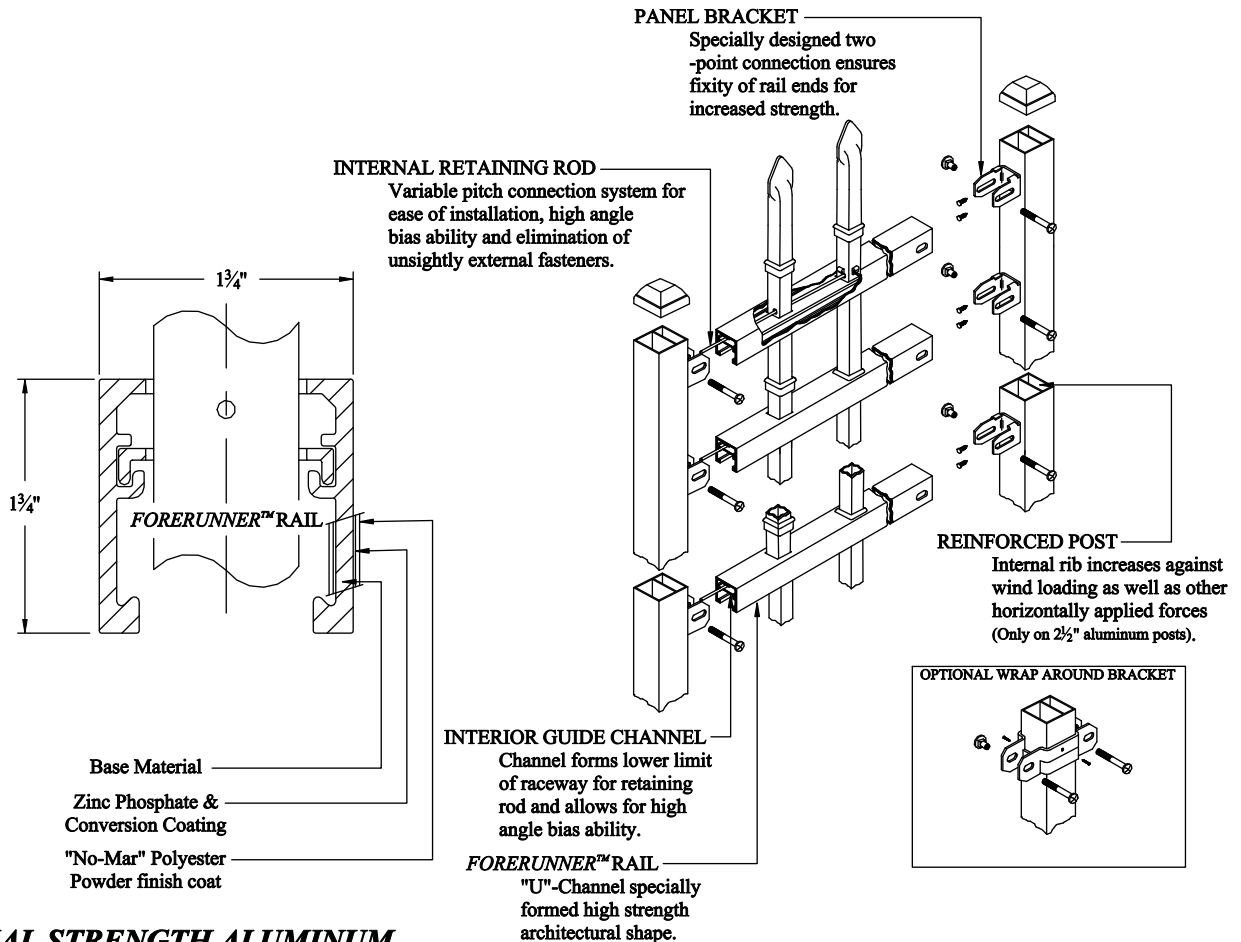 PANEL BRACKET
Specially designed two
-point connection ensures
fixity of rail ends for
increased strength.
INTERNAL RETAINING ROD
Variable pitch connection system for
ease of installation, high angle
bias ability and elimination of
unsightly external fasteners.
1¾"
1¾"
FORERUNNER™ RAIL
REINFORCED POST
Internal rib increases against
wind loading as well as other
horizontally applied forces
(Only on 2½" aluminum posts).
OPTIONAL WRAP AROUND BRACKET
INTERIOR GUIDE CHANNEL
Channel forms lower limit
of raceway for retaining
rod and allows for high
angle bias ability.
Base Material
Zinc Phosphate &
Conversion Coating
"No-Mar" Polyester
Powder finish coat
FORERUNNER™ RAIL
"U"-Channel specially
formed high strength
architectural shape.
STRENGTH ALUMINUM